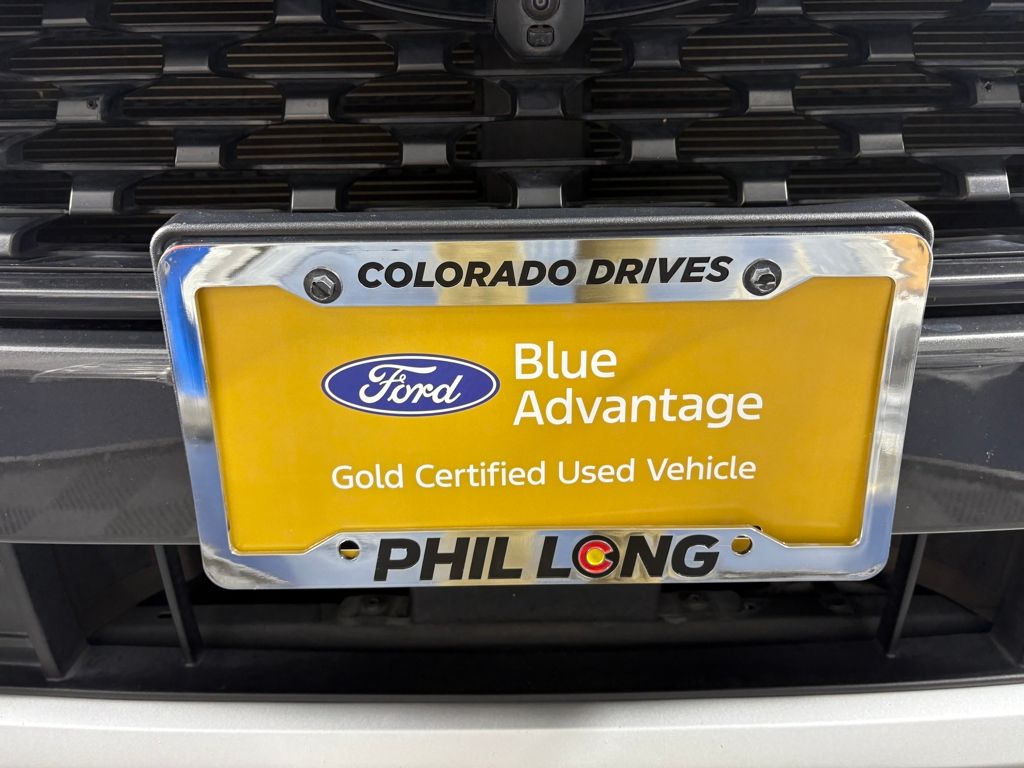 COLORADO DRIVES
Ford
Blue
Advantage
Gold Certified Used Vehicle
PHIL LONG